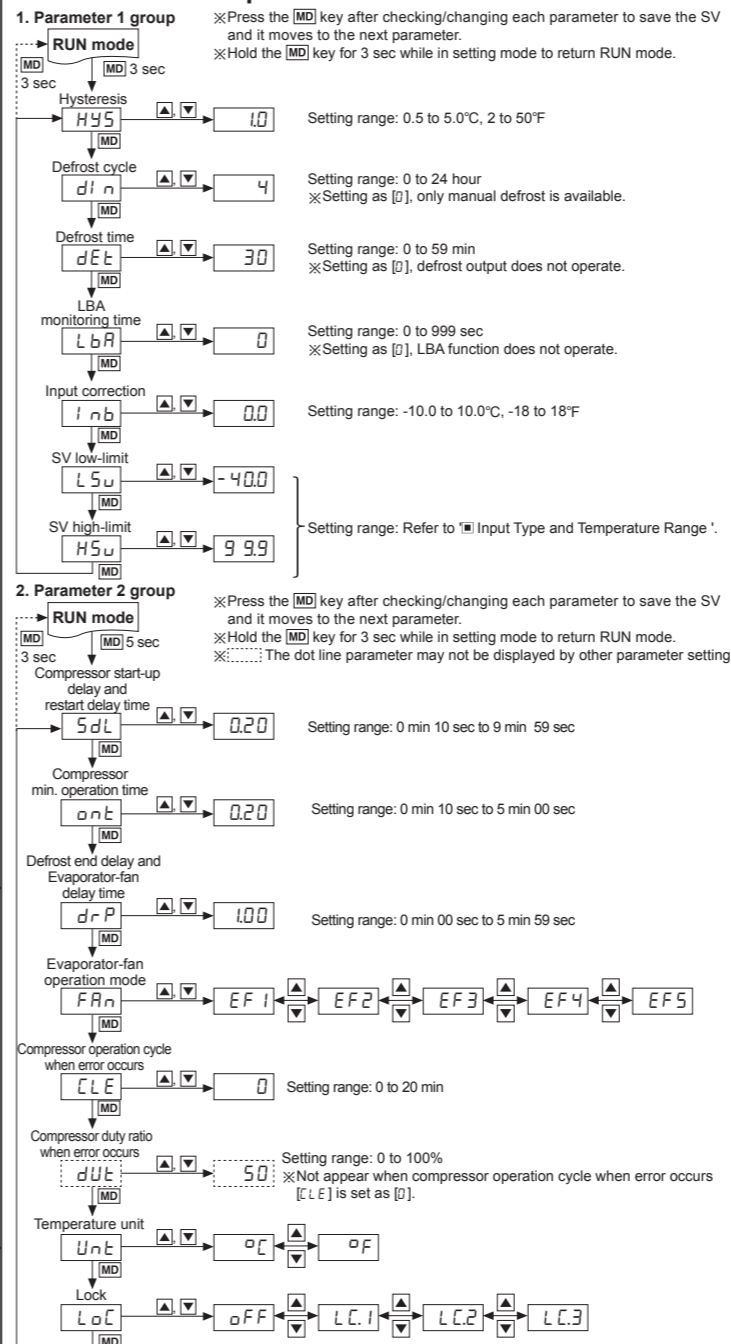 1. Parameter 1 group
※Press the MD key after checking/changing each parameter to save the SV
and it moves to the next parameter.
※Hold the MD key for 3 sec while in setting mode to return RUN mode.
RUN mode
MD
3 sec
MD 3 sec
Hysteresis
HYS ▲, ▼ 1.0 Setting range: 0.5 to 5.0℃, 2 to 50℉
MD
Defrost cycle
dIn ▲, ▼ 4 Setting range: 0 to 24 hour
※Setting as [0], only manual defrost is available.
MD
Defrost time
dEt ▲, ▼ 30 Setting range: 0 to 59 min
※Setting as [0], defrost output does not operate.
MD
LBA
monitoring time
LbA ▲, ▼ 0 Setting range: 0 to 999 sec
※Setting as [0], LBA function does not operate.
MD
Input correction
Inb ▲, ▼ 0.0 Setting range: -10.0 to 10.0℃, -18 to 18℉
MD
SV low-limit
LSv ▲, ▼ -40.0
MD
Setting range: Refer to '▣ Input Type and Temperature Range '.
SV high-limit
HSv ▲, ▼ 99.9
MD
2. Parameter 2 group
※Press the MD key after checking/changing each parameter to save the SV
and it moves to the next parameter.
※Hold the MD key for 3 sec while in setting mode to return RUN mode.
※ The dot line parameter may not be displayed by other parameter setting
RUN mode
MD
3 sec
MD 5 sec
Compressor start-up
delay and
restart delay time
SdL ▲, ▼ 0.20 Setting range: 0 min 10 sec to 9 min 59 sec
MD
Compressor
min. operation time
ont ▲, ▼ 0.20 Setting range: 0 min 10 sec to 5 min 00 sec
MD
Defrost end delay and
Evaporator-fan
delay time
drP ▲, ▼ 1.00 Setting range: 0 min 00 sec to 5 min 59 sec
MD
Evaporator-fan
operation mode
FAn ▲, ▼ EF1 ▲ ▼ EF2 ▲ ▼ EF3 ▲ ▼ EF4 ▲ ▼ EF5
MD
Compressor operation cycle
when error occurs
CLE ▲, ▼ 0 Setting range: 0 to 20 min
MD
Compressor duty ratio
when error occurs
dUt ▲, ▼ 50 Setting range: 0 to 100%
※Not appear when compressor operation cycle when error occurs
[CLE] is set as [0].
MD
Temperature unit
Unt ▲, ▼ oC ▲ ▼ oF
MD
Lock
LoC ▲, ▼ oFF ▲ ▼ LC.1 ▲ ▼ LC.2 ▲ ▼ LC.3
MD